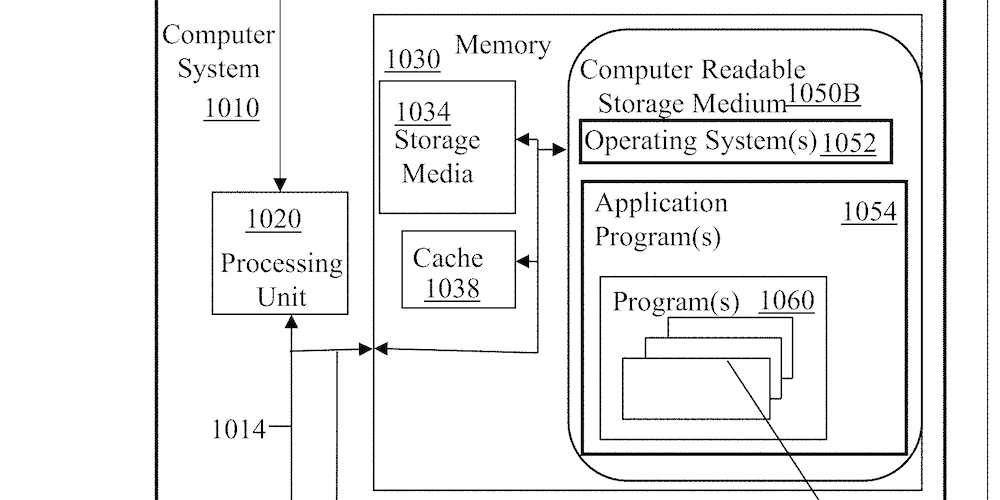 Computer
System
1010
1020
Processing
Unit
1014
Memory
1030
1034
Storage
Media
Cache
1038
Computer Readable
Storage Medium 1050B
Operating System(s) 1052
Application
Program(s)
1054
Program(s) 1060